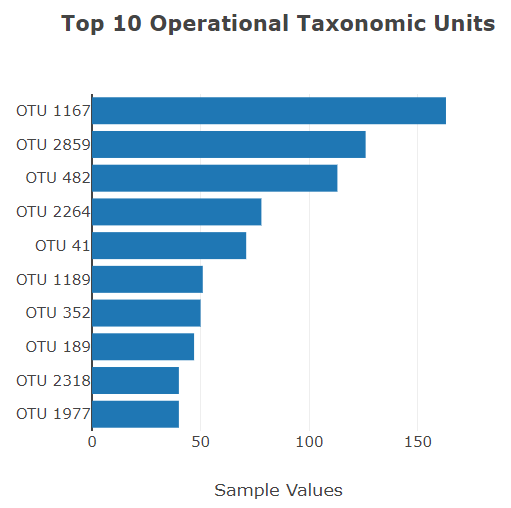 Top 10 Operational Taxonomic Units
OTU 1167
OTU 2859
OTU 482
OTU 2264
OTU 41
OTU 1189
OTU 352
OTU 189
OTU 2318
OTU 1977
0 50 100 150
Sample Values